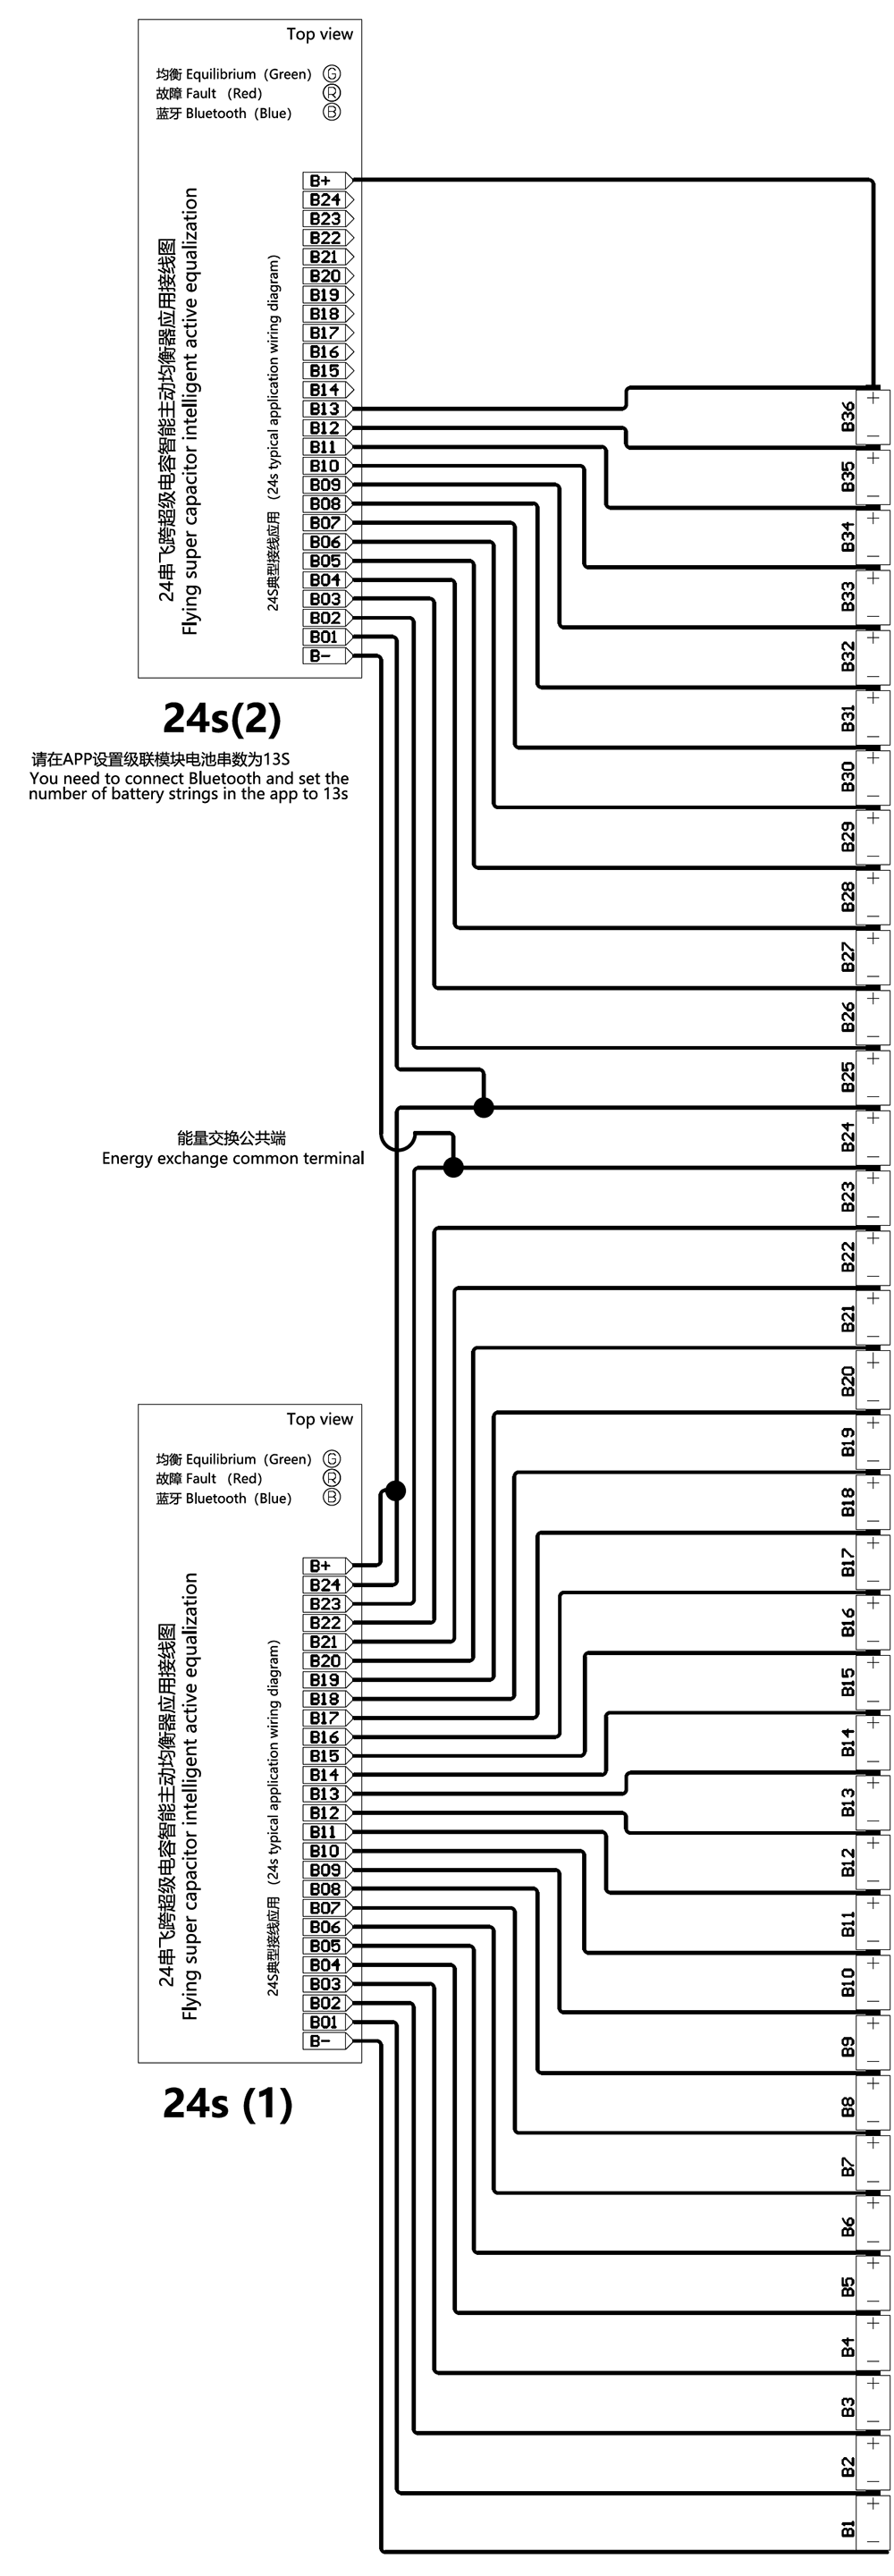 Top view
均衡 Equilibrium（Green） G
故障 Fault （Red） R
蓝牙 Bluetooth（Blue） B
24串飞跨超级电容智能主动均衡器应用接线图
Flying super capacitor intelligent active equalization
24S典型接线应用 （24s typical application wiring diagram）
B+
B24
B23
B22
B21
B20
B19
B18
B17
B16
B15
B14
B13
B12
B11
B10
B09
B08
B07
B06
B05
B04
B03
B02
B01
B-
24s(2)
请在APP设置级联模块电池串数为13S
You need to connect Bluetooth and set the
number of battery strings in the app to 13s
能量交换公共端
Energy exchange common terminal
Top view
均衡 Equilibrium（Green） G
故障 Fault （Red） R
蓝牙 Bluetooth（Blue） B
24串飞跨超级电容智能主动均衡器应用接线图
Flying super capacitor intelligent active equalization
24S典型接线应用 （24s typical application wiring diagram）
B+
B24
B23
B22
B21
B20
B19
B18
B17
B16
B15
B14
B13
B12
B11
B10
B09
B08
B07
B06
B05
B04
B03
B02
B01
B-
24s (1)
+ − B36
+ − B35
+ − B34
+ − B33
+ − B32
+ − B31
+ − B30
+ − B29
+ − B28
+ − B27
+ − B26
+ − B25
+ − B24
+ − B23
+ − B22
+ − B21
+ − B20
+ − B19
+ − B18
+ − B17
+ − B16
+ − B15
+ − B14
+ − B13
+ − B12
+ − B11
+ − B10
+ − B9
+ − B8
+ − B7
+ − B6
+ − B5
+ − B4
+ − B3
+ − B2
+ − B1